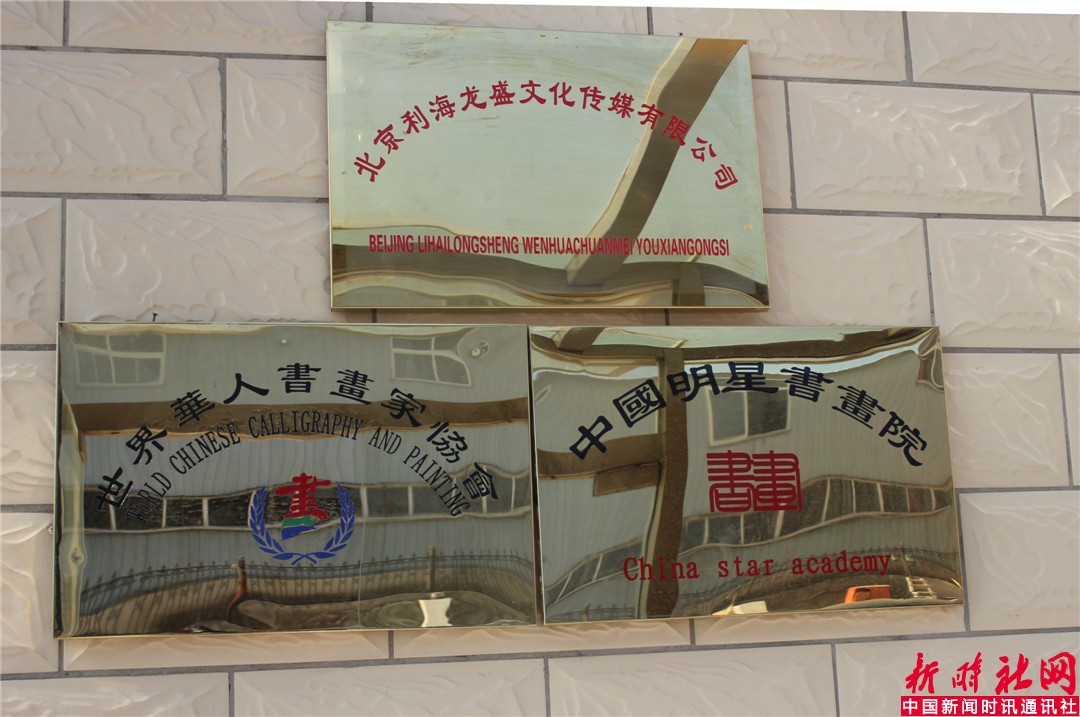 北京利海龙盛文化传媒有限公司
BEIJING LIHAILONGSHENG WENHUACHUANMEI YOUXIANGONGSI
世界華人書畫家協會
WORLD CHINESE CALLIGRAPHY AND PAINTING
書
中國明星書畫院
書畫
China star academy
新时社网
中国新闻时讯通讯社